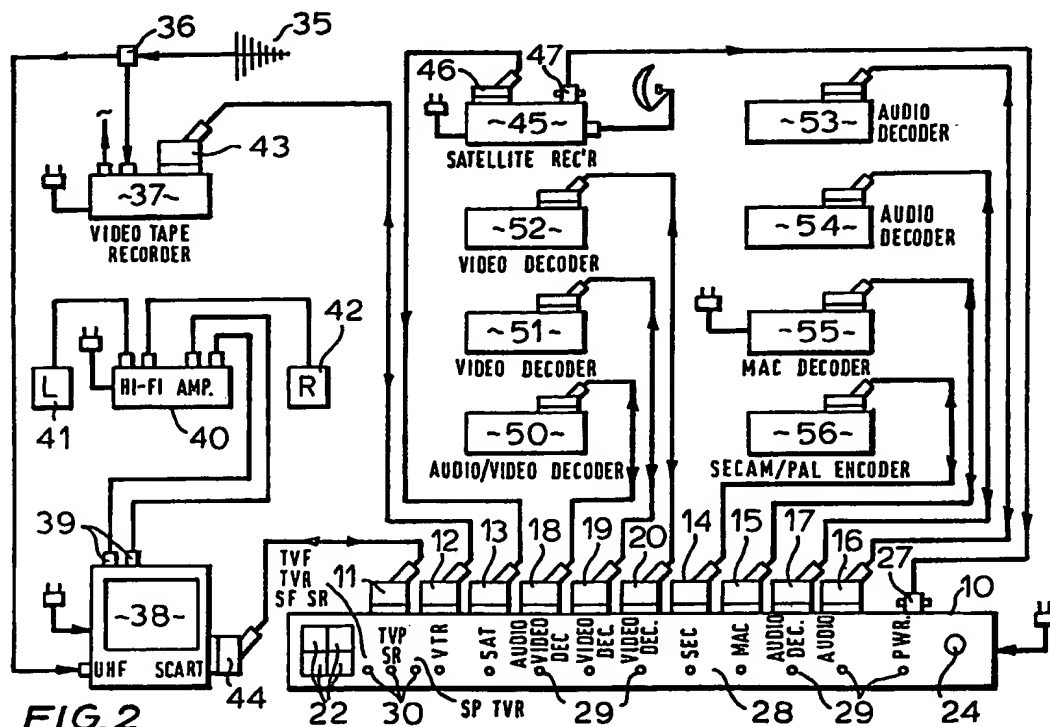 36
35
~
43
~37~
VIDEO TAPE
RECORDER
46
47
~45~
SATELLITE REC'R
~53~
AUDIO
DECODER
~52~
VIDEO DECODER
~54~
AUDIO
DECODER
~51~
VIDEO DECODER
~55~
MAC DECODER
~50~
AUDIO/VIDEO DECODER
~56~
SECAM/PAL ENCODER
L
41
HI-FI AMP.
40
R
42
39
~38~
UHF
SCART
44
TVF
TVR
SF SR
11
12
13
18
19
20
14
15
17
16
27
10
22
TVP
SR
30
SP TVR
VTR
SAT
AUDIO
VIDEO
DEC
VIDEO
DEC.
VIDEO
DEC.
SEC
MAC
AUDIO
DEC.
AUDIO
PWR.
29
28
29
24
FIG.2